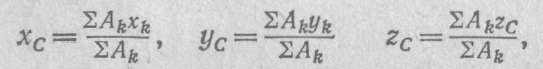 x_C = ΣA_k x_k / ΣA_k, y_C = ΣA_k y_k / ΣA_k z_C = ΣA_k z_C / ΣA_k,